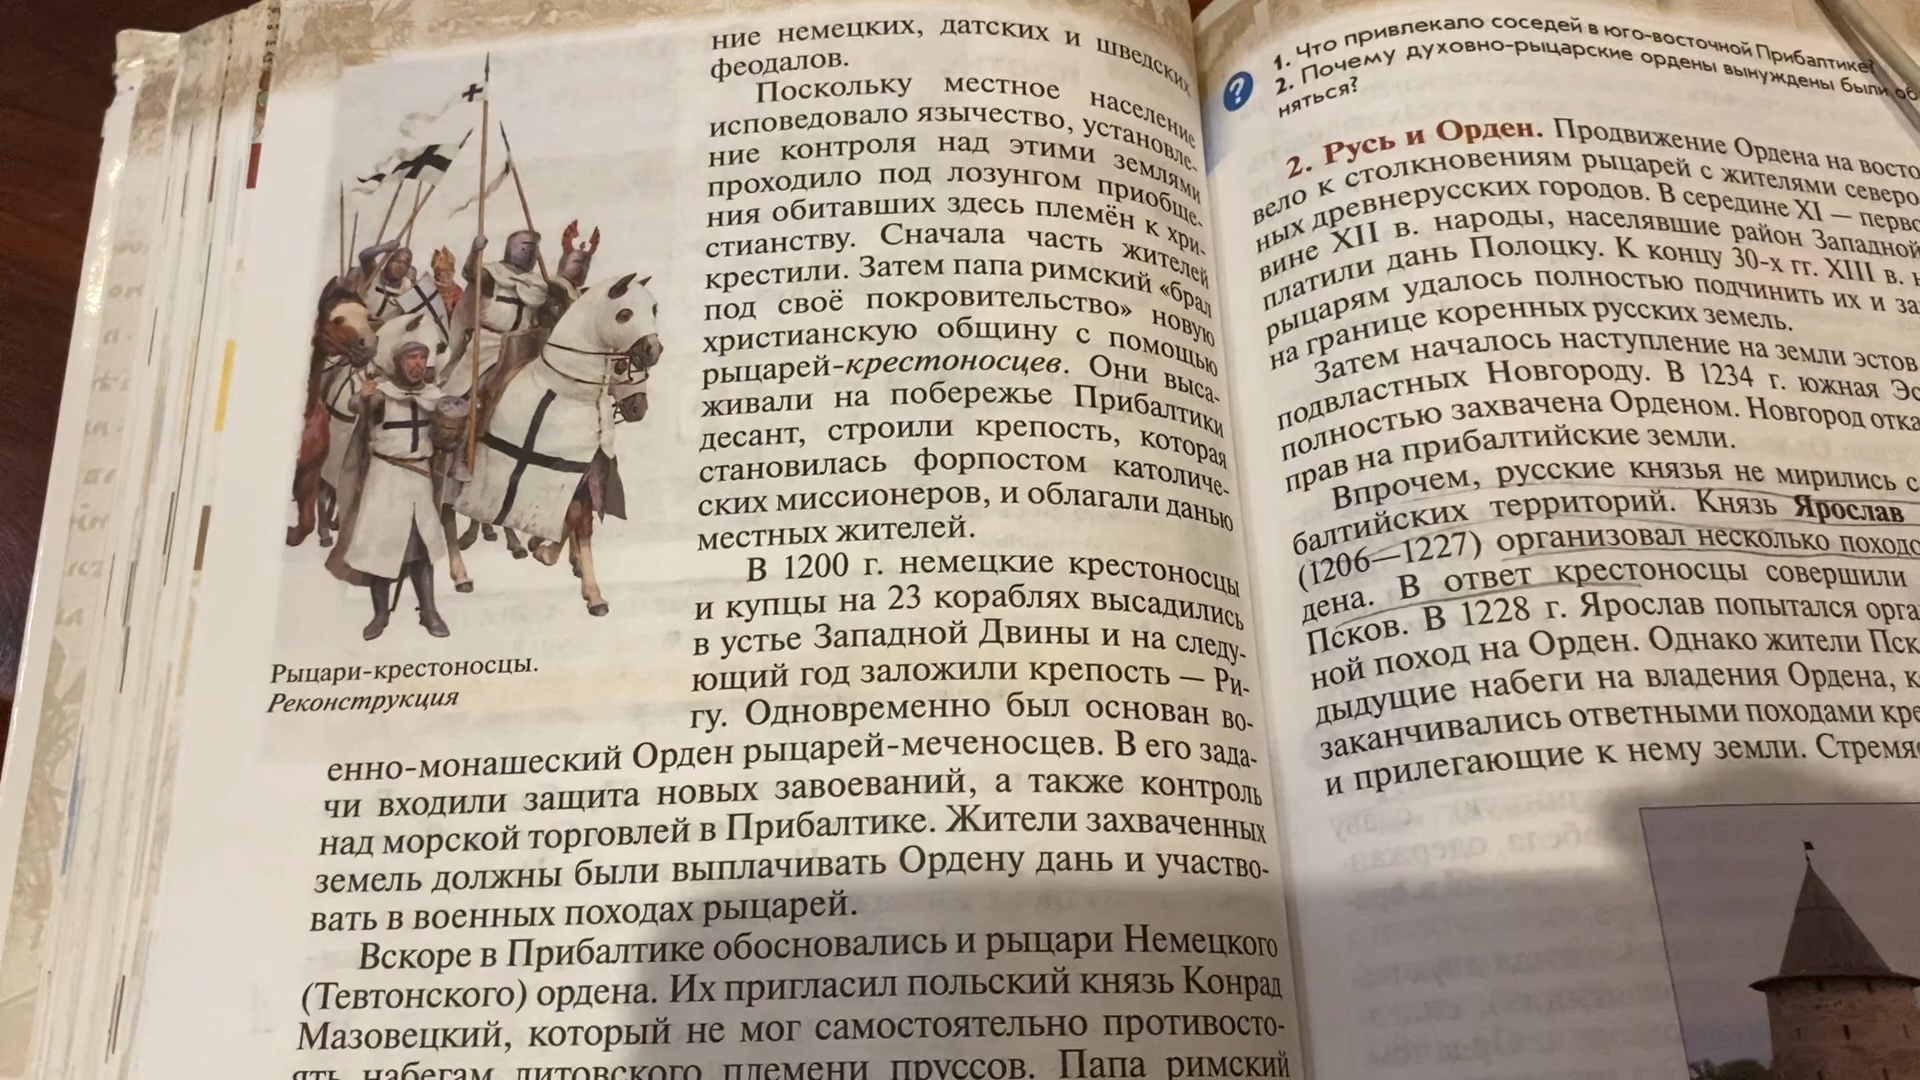 ние немецких, датских и шведских
феодалов.
Поскольку местное население
исповедовало язычество, установле-
ние контроля над этими землями
проходило под лозунгом приобще-
ния обитавших здесь племён к хри-
стианству. Сначала часть жителей
крестили. Затем папа римский «брал
под своё покровительство» новую
христианскую общину с помощью
рыцарей-крестоносцев. Они выса-
живали на побережье Прибалтики
десант, строили крепость, которая
становилась форпостом католиче-
ских миссионеров, и облагали данью
местных жителей.
В 1200 г. немецкие крестоносцы
и купцы на 23 кораблях высадились
в устье Западной Двины и на следу-
ющий год заложили крепость — Ри-
гу. Одновременно был основан во-
енно-монашеский Орден рыцарей-меченосцев. В его зада-
чи входили защита новых завоеваний, а также контроль
над морской торговлей в Прибалтике. Жители захваченных
земель должны были выплачивать Ордену дань и участво-
вать в военных походах рыцарей.
Вскоре в Прибалтике обосновались и рыцари Немецкого
(Тевтонского) ордена. Их пригласил польский князь Конрад
Мазовецкий, который не мог самостоятельно противосто-
ять набегам литовского племени пруссов. Папа римский
Рыцари-крестоносцы.
Реконструкция
?
1. Что привлекало соседей в юго-восточной Прибалтике?
2. Почему духовно-рыцарские ордены вынуждены были об
няться?
2. Русь и Орден. Продвижение Ордена на восто
вело к столкновениям рыцарей с жителями северо
ных древнерусских городов. В середине XI — перво
вине XII в. народы, населявшие район Западной
платили дань Полоцку. К концу 30-х гг. XIII в. н
рыцарям удалось полностью подчинить их и за
на границе коренных русских земель.
Затем началось наступление на земли эстов
подвластных Новгороду. В 1234 г. южная Эс
полностью захвачена Орденом. Новгород отка
прав на прибалтийские земли.
Впрочем, русские князья не мирились с
балтийских территорий. Князь Ярослав
(1206—1227) организовал несколько походо
дена. В ответ крестоносцы совершили
Псков. В 1228 г. Ярослав попытался орга
ной поход на Орден. Однако жители Пск
дыдущие набеги на владения Ордена, к
заканчивались ответными походами кре
и прилегающие к нему земли. Стремя